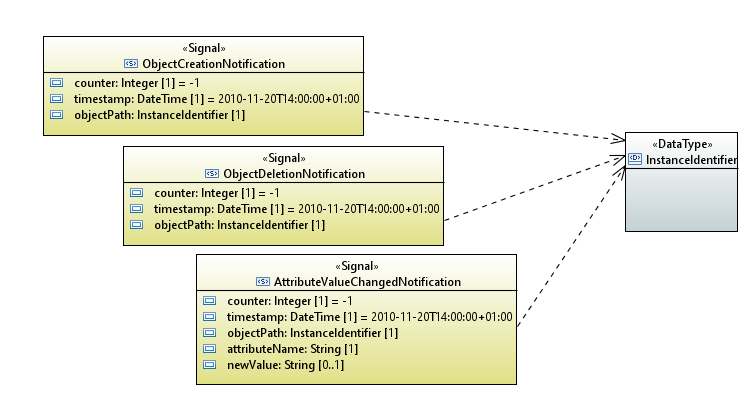 «Signal»
ObjectCreationNotification
counter: Integer [1] = -1
timestamp: DateTime [1] = 2010-11-20T14:00:00+01:00
objectPath: InstanceIdentifier [1]
«DataType»
InstanceIdentifier
«Signal»
ObjectDeletionNotification
counter: Integer [1] = -1
timestamp: DateTime [1] = 2010-11-20T14:00:00+01:00
objectPath: InstanceIdentifier [1]
«Signal»
AttributeValueChangedNotification
counter: Integer [1] = -1
timestamp: DateTime [1] = 2010-11-20T14:00:00+01:00
objectPath: InstanceIdentifier [1]
attributeName: String [1]
newValue: String [0..1]